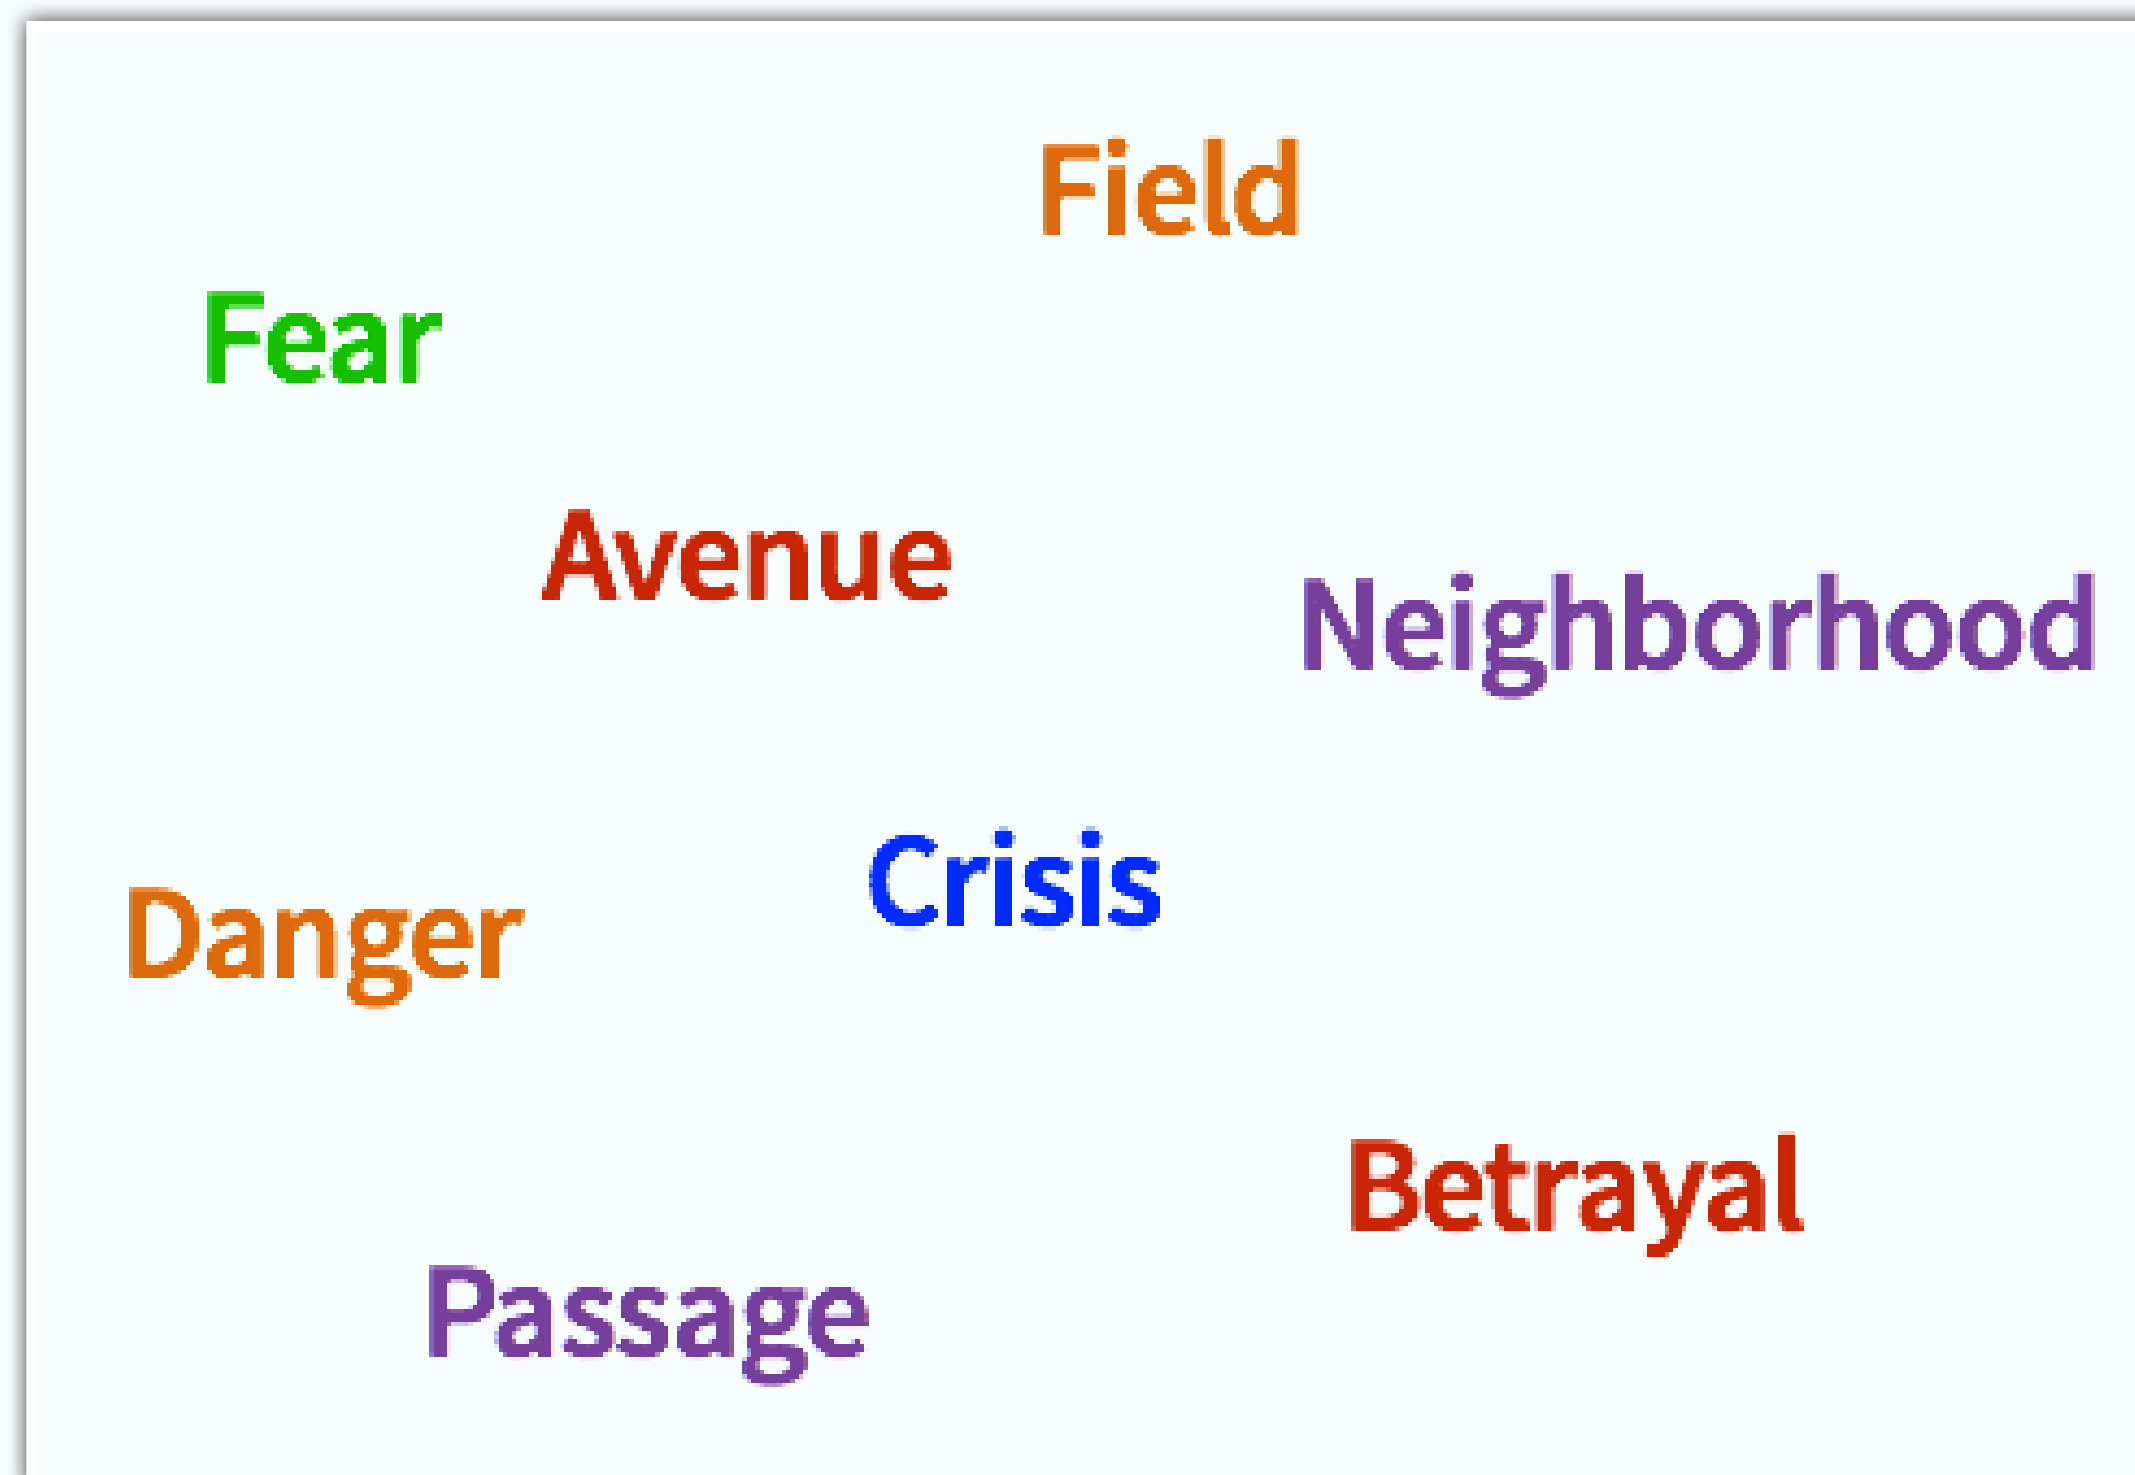 Field
Fear
Avenue
Neighborhood
Crisis
Danger
Betrayal
Passage